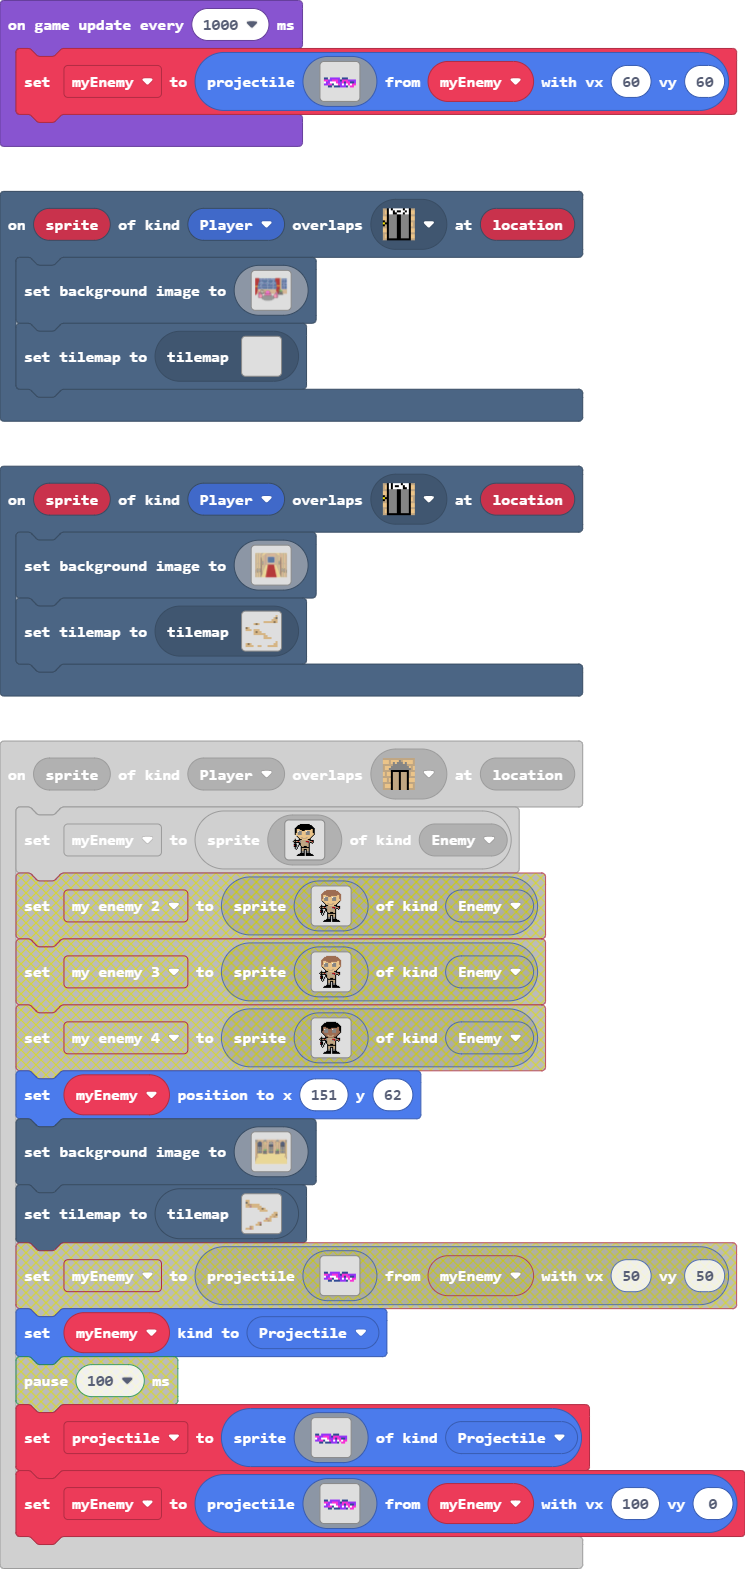 on game update every 1000 ms
set myEnemy to projectile from myEnemy with vx 60 vy 60
on sprite of kind Player overlaps at location
set background image to
set tilemap to tilemap
on sprite of kind Player overlaps at location
set background image to
set tilemap to tilemap
on sprite of kind Player overlaps at location
set myEnemy to sprite of kind Enemy
set my enemy 2 to sprite of kind Enemy
set my enemy 3 to sprite of kind Enemy
set my enemy 4 to sprite of kind Enemy
set myEnemy position to x 151 y 62
set background image to
set tilemap to tilemap
set myEnemy to projectile from myEnemy with vx 50 vy 50
set myEnemy kind to Projectile
pause 100 ms
set projectile to sprite of kind Projectile
set myEnemy to projectile from myEnemy with vx 100 vy 0